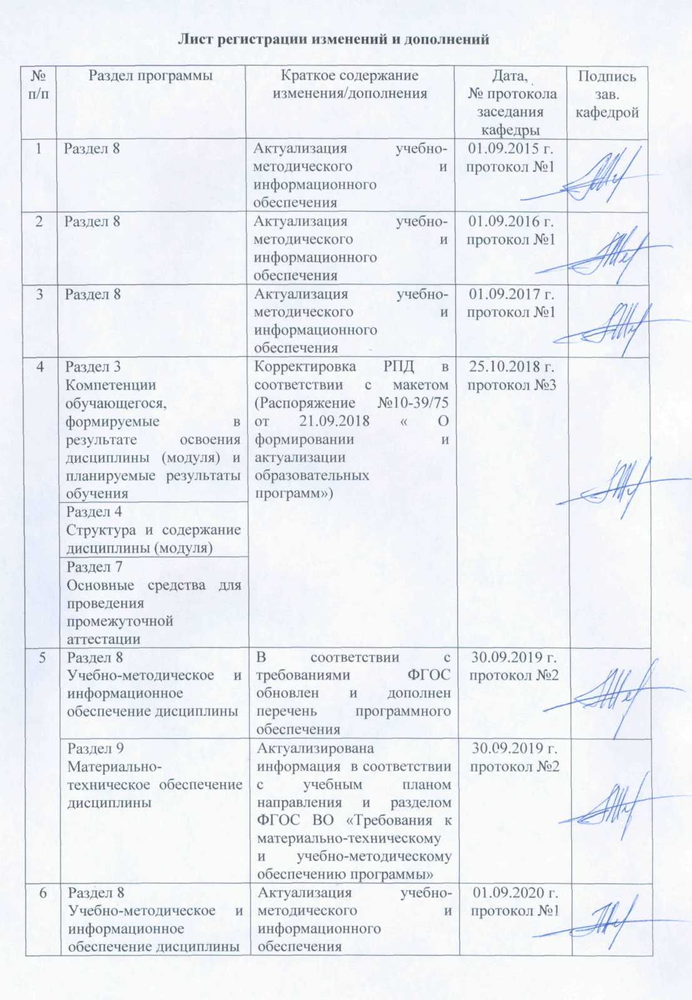 Лист регистрации изменений и дополнений
№
п/п
Раздел программы
Краткое содержание
изменения/дополнения
Дата,
№ протокола
заседания
кафедры
Подпись
зав.
кафедрой
1
Раздел 8
Актуализация учебно-
методического и
информационного
обеспечения
01.09.2015 г.
протокол №1
2
Раздел 8
Актуализация учебно-
методического и
информационного
обеспечения
01.09.2016 г.
протокол №1
3
Раздел 8
Актуализация учебно-
методического и
информационного
обеспечения
01.09.2017 г.
протокол №1
4
Раздел 3
Компетенции
обучающегося,
формируемые в
результате освоения
дисциплины (модуля) и
планируемые результаты
обучения
Раздел 4
Структура и содержание
дисциплины (модуля)
Раздел 7
Основные средства для
проведения
промежуточной
аттестации
Корректировка РПД в
соответствии с макетом
(Распоряжение №10-39/75
от 21.09.2018 « О
формировании и
актуализации
образовательных
программ»)
25.10.2018 г.
протокол №3
5
Раздел 8
Учебно-методическое и
информационное
обеспечение дисциплины
В соответствии с
требованиями ФГОС
обновлен и дополнен
перечень программного
обеспечения
30.09.2019 г.
протокол №2
Раздел 9
Материально-
техническое обеспечение
дисциплины
Актуализирована
информация в соответствии
с учебным планом
направления и разделом
ФГОС ВО «Требования к
материально-техническому
и учебно-методическому
обеспечению программы»
30.09.2019 г.
протокол №2
6
Раздел 8
Учебно-методическое и
информационное
обеспечение дисциплины
Актуализация учебно-
методического и
информационного
обеспечения
01.09.2020 г.
протокол №1